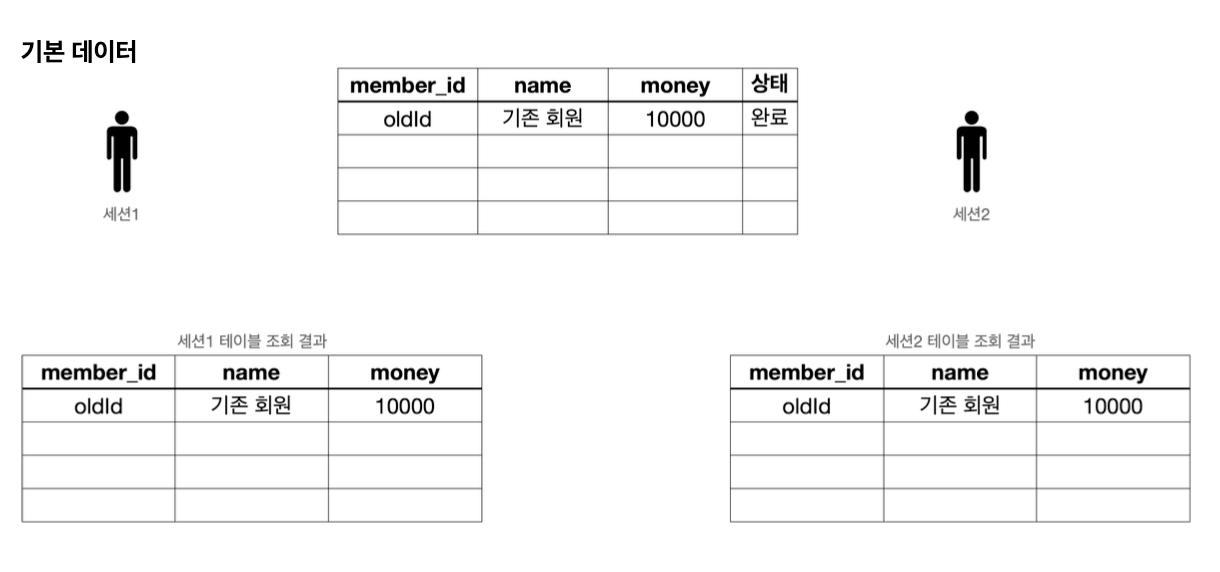 기본 데이터
member_id name money 상태
oldId 기존 회원 10000 완료
세션1
세션2
세션1 테이블 조회 결과
member_id name money
oldId 기존 회원 10000
세션2 테이블 조회 결과
member_id name money
oldId 기존 회원 10000